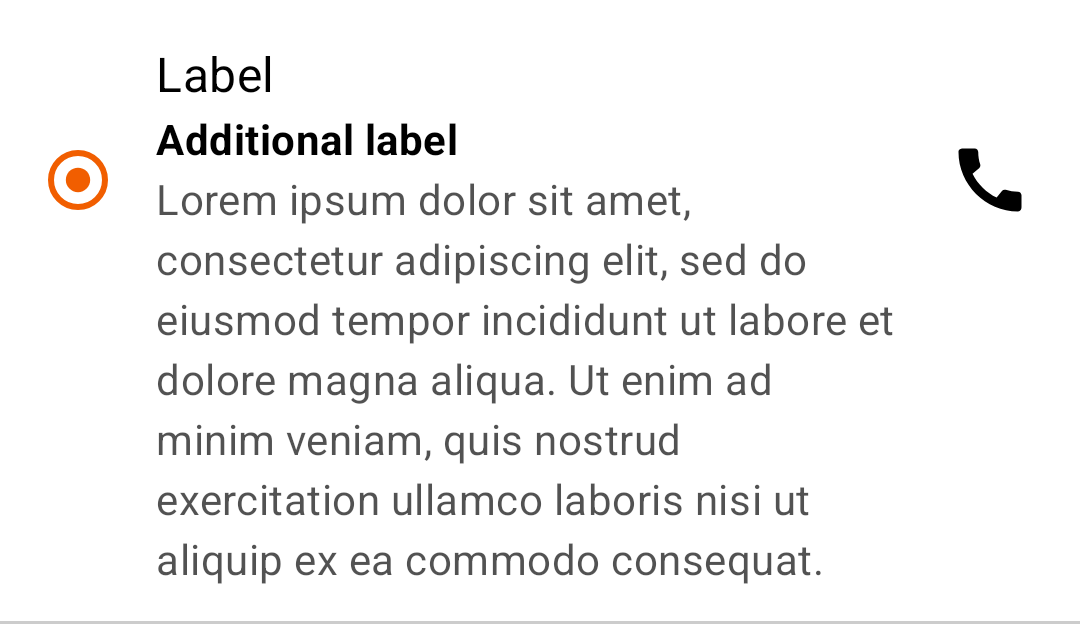 Label
Additional label
Lorem ipsum dolor sit amet,
consectetur adipiscing elit, sed do
eiusmod tempor incididunt ut labore et
dolore magna aliqua. Ut enim ad
minim veniam, quis nostrud
exercitation ullamco laboris nisi ut
aliquip ex ea commodo consequat.